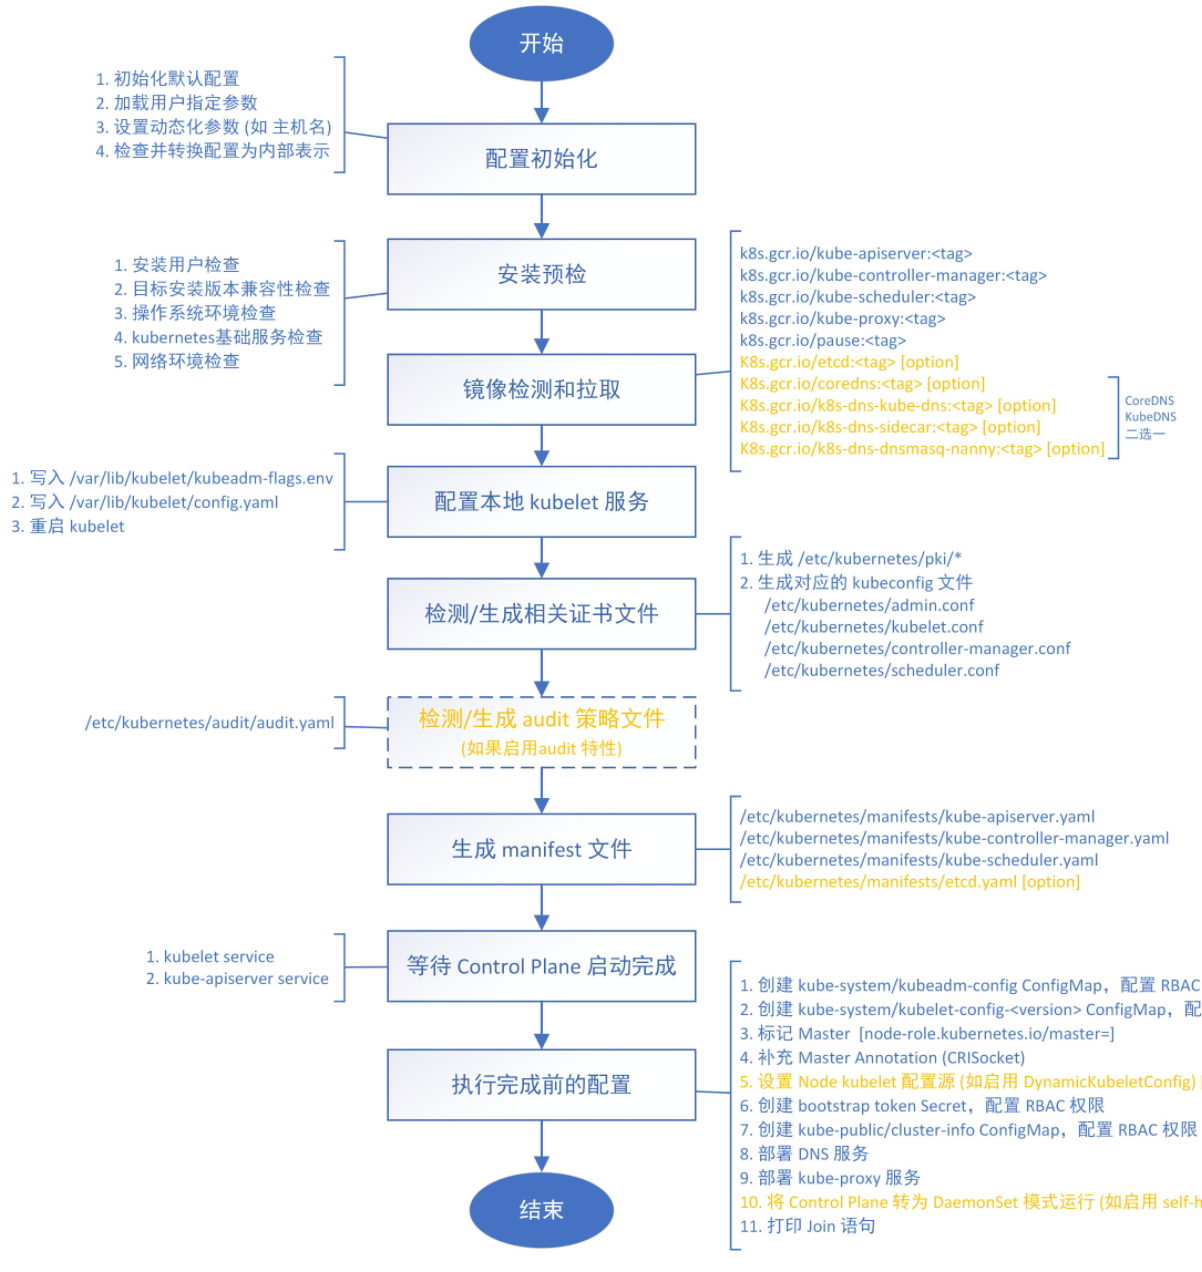 开始
1. 初始化默认配置
2. 加载用户指定参数
3. 设置动态化参数 (如 主机名)
4. 检查并转换配置为内部表示
配置初始化
1. 安装用户检查
2. 目标安装版本兼容性检查
3. 操作系统环境检查
4. kubernetes基础服务检查
5. 网络环境检查
安装预检
镜像检测和拉取
k8s.gcr.io/kube-apiserver:<tag>
k8s.gcr.io/kube-controller-manager:<tag>
k8s.gcr.io/kube-scheduler:<tag>
k8s.gcr.io/kube-proxy:<tag>
k8s.gcr.io/pause:<tag>
K8s.gcr.io/etcd:<tag> [option]
K8s.gcr.io/coredns:<tag> [option]
K8s.gcr.io/k8s-dns-kube-dns:<tag> [option]
K8s.gcr.io/k8s-dns-sidecar:<tag> [option]
K8s.gcr.io/k8s-dns-dnsmasq-nanny:<tag> [option]
CoreDNS
KubeDNS
二选一
1. 写入 /var/lib/kubelet/kubeadm-flags.env
2. 写入 /var/lib/kubelet/config.yaml
3. 重启 kubelet
配置本地 kubelet 服务
检测/生成相关证书文件
1. 生成 /etc/kubernetes/pki/*
2. 生成对应的 kubeconfig 文件
/etc/kubernetes/admin.conf
/etc/kubernetes/kubelet.conf
/etc/kubernetes/controller-manager.conf
/etc/kubernetes/scheduler.conf
/etc/kubernetes/audit/audit.yaml
检测/生成 audit 策略文件
(如果启用audit 特性)
生成 manifest 文件
/etc/kubernetes/manifests/kube-apiserver.yaml
/etc/kubernetes/manifests/kube-controller-manager.yaml
/etc/kubernetes/manifests/kube-scheduler.yaml
/etc/kubernetes/manifests/etcd.yaml [option]
1. kubelet service
2. kube-apiserver service
等待 Control Plane 启动完成
执行完成前的配置
1. 创建 kube-system/kubeadm-config ConfigMap，配置 RBAC
2. 创建 kube-system/kubelet-config-<version> ConfigMap，配
3. 标记 Master [node-role.kubernetes.io/master=]
4. 补充 Master Annotation (CRISocket)
5. 设置 Node kubelet 配置源 (如启用 DynamicKubeletConfig)
6. 创建 bootstrap token Secret，配置 RBAC 权限
7. 创建 kube-public/cluster-info ConfigMap，配置 RBAC 权限
8. 部署 DNS 服务
9. 部署 kube-proxy 服务
10. 将 Control Plane 转为 DaemonSet 模式运行 (如启用 self-h
11. 打印 Join 语句
结束